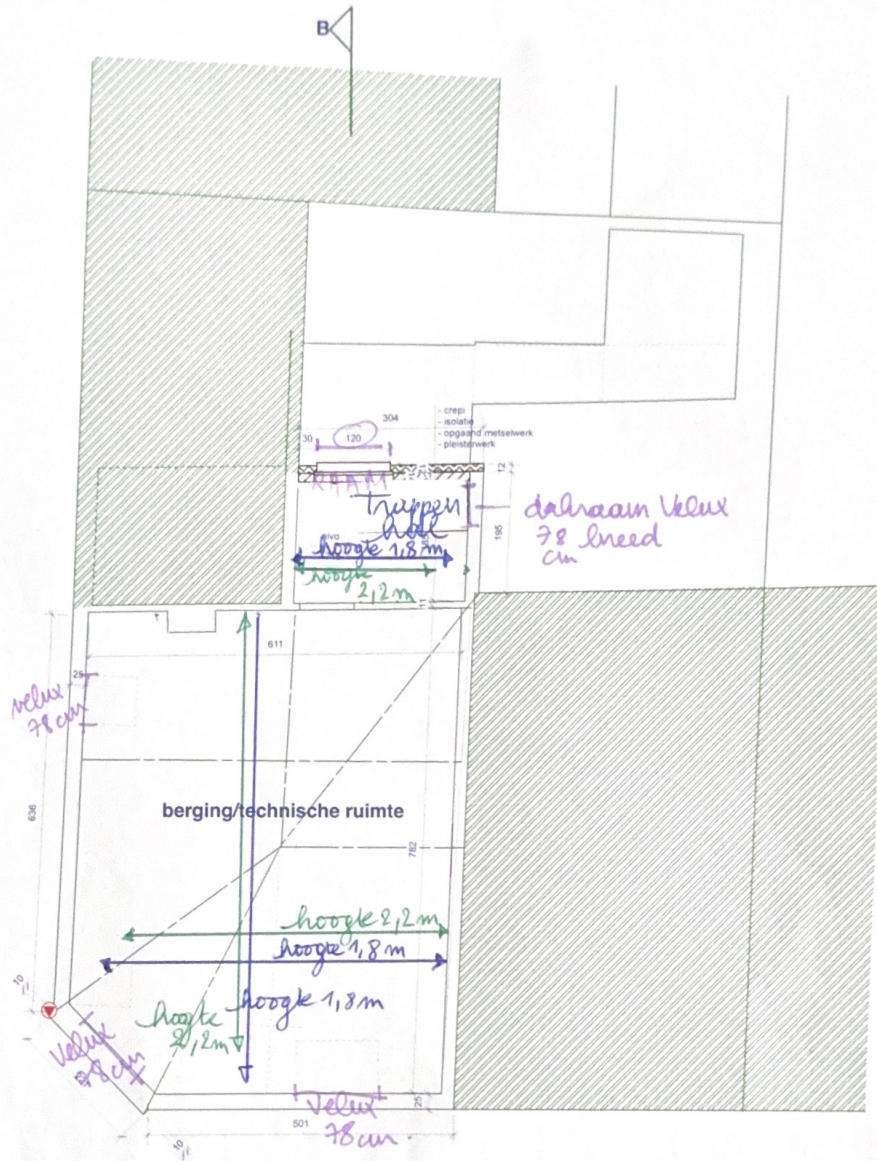 B
304
- crepi
- isolatie
- opgaand metselwerk
- pleisterwerk
30
120
12
RAAM
Trappen
hal
dakraam Velux
78 breed
cm
195
hoogte 1,8 m
hoogte
2,2 m
11
611
25
velux
78 cm
636
berging/technische ruimte
782
hoogte 2,2 m
hoogte 1,8 m
hoogte 1,8 m
hoogte
2,2 m
10
Velux
78 cm
Velux
78 cm.
25
501
10